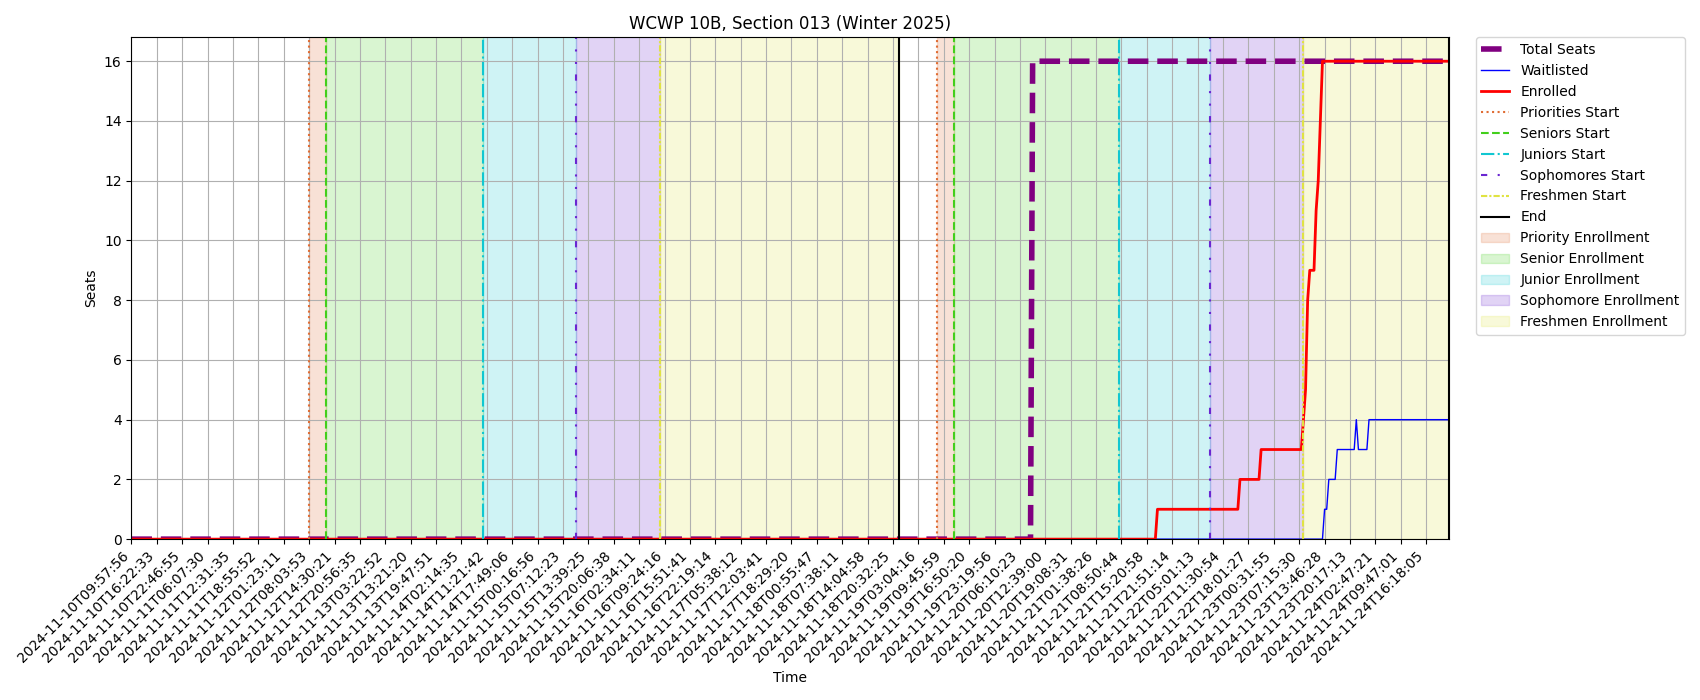 WCWP 10B, Section 013 (Winter 2025)
Seats
16
14
12
10
8
6
4
2
0
2024-11-10T09:57:56
2024-11-10T16:22:33
2024-11-10T22:46:55
2024-11-11T06:07:30
2024-11-11T12:31:35
2024-11-11T18:55:52
2024-11-12T01:23:11
2024-11-12T08:03:53
2024-11-12T14:30:21
2024-11-12T20:56:35
2024-11-13T03:22:52
2024-11-13T13:21:20
2024-11-13T19:47:51
2024-11-14T02:14:35
2024-11-14T11:21:42
2024-11-14T17:49:06
2024-11-15T00:16:56
2024-11-15T07:12:23
2024-11-15T13:39:25
2024-11-15T20:06:38
2024-11-16T02:34:11
2024-11-16T09:24:16
2024-11-16T15:51:41
2024-11-16T22:19:14
2024-11-17T05:38:12
2024-11-17T12:03:41
2024-11-17T18:29:20
2024-11-18T00:55:47
2024-11-18T07:38:11
2024-11-18T14:04:58
2024-11-18T20:32:25
2024-11-19T03:04:16
2024-11-19T09:45:59
2024-11-19T16:50:20
2024-11-19T23:19:56
2024-11-20T06:10:23
2024-11-20T12:39:00
2024-11-20T19:08:31
2024-11-21T01:38:26
2024-11-21T08:50:44
2024-11-21T15:20:58
2024-11-21T21:51:14
2024-11-22T05:01:13
2024-11-22T11:30:54
2024-11-22T18:01:27
2024-11-23T00:31:55
2024-11-23T07:15:30
2024-11-23T13:46:28
2024-11-23T20:17:13
2024-11-24T02:47:21
2024-11-24T09:47:01
2024-11-24T16:18:05
Time
Total Seats
Waitlisted
Enrolled
Priorities Start
Seniors Start
Juniors Start
Sophomores Start
Freshmen Start
End
Priority Enrollment
Senior Enrollment
Junior Enrollment
Sophomore Enrollment
Freshmen Enrollment